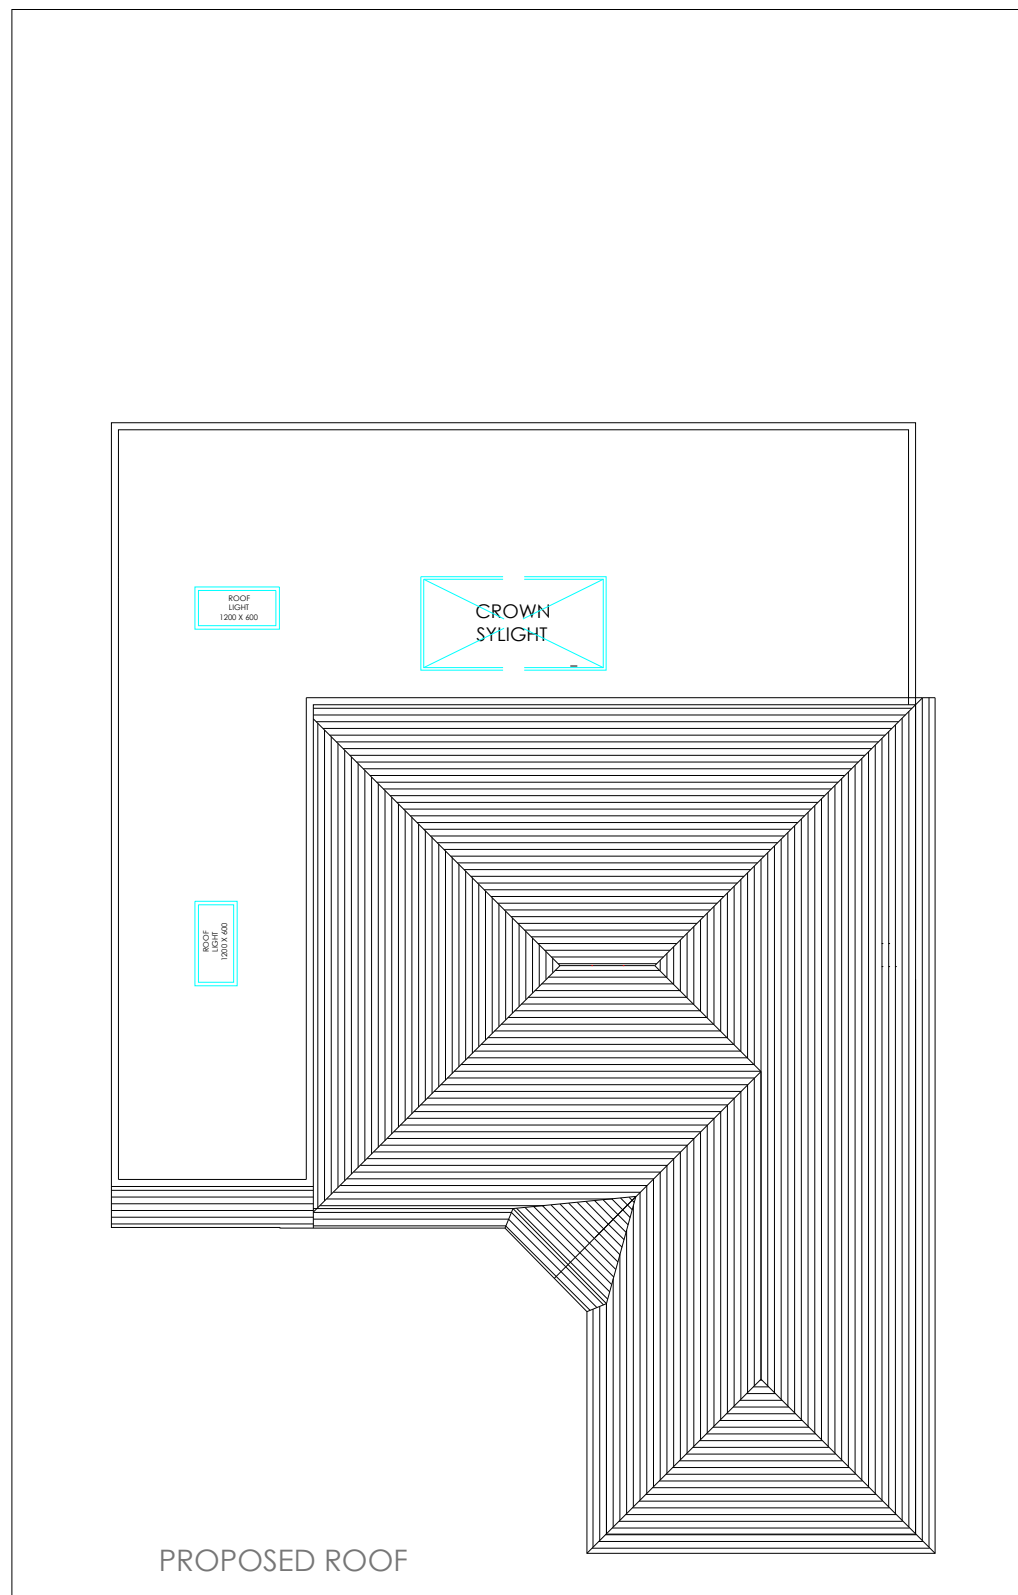 ROOF
LIGHT
1200 X 600
CROWN
SYLIGHT
ROOF
LIGHT
1200 X 600
PROPOSED ROOF